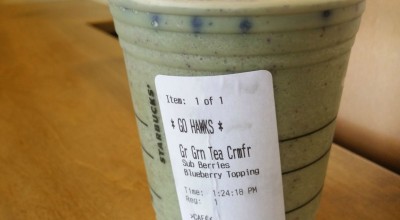 STARBUCKS
Item: 1 of 1
* GO HAWKS *
Gr Grn Tea Crmfr
Sub Berries
Blueberry Topping
Time: 1:24:18 PM
Reg: 1